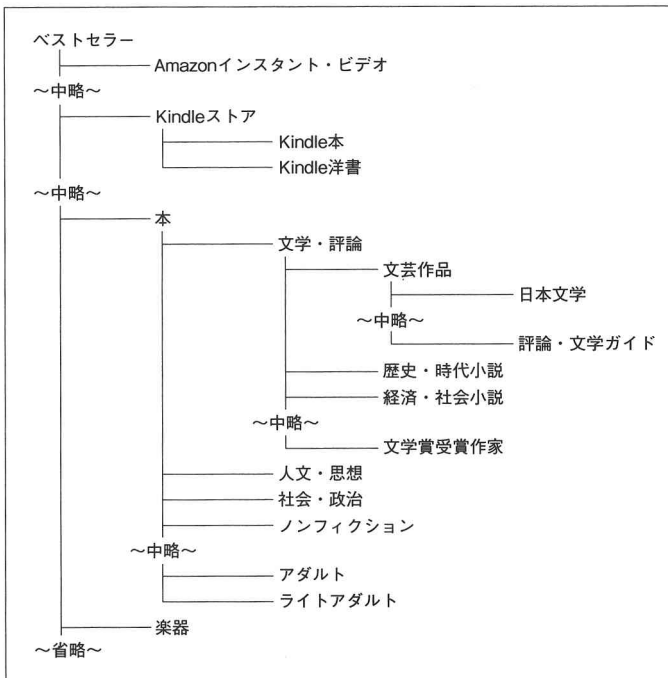 ベストセラー
Amazonインスタント・ビデオ
～中略～
Kindleストア
Kindle本
Kindle洋書
～中略～
本
文学・評論
文芸作品
日本文学
～中略～
評論・文学ガイド
歴史・時代小説
経済・社会小説
～中略～
文学賞受賞作家
人文・思想
社会・政治
ノンフィクション
～中略～
アダルト
ライトアダルト
楽器
～省略～